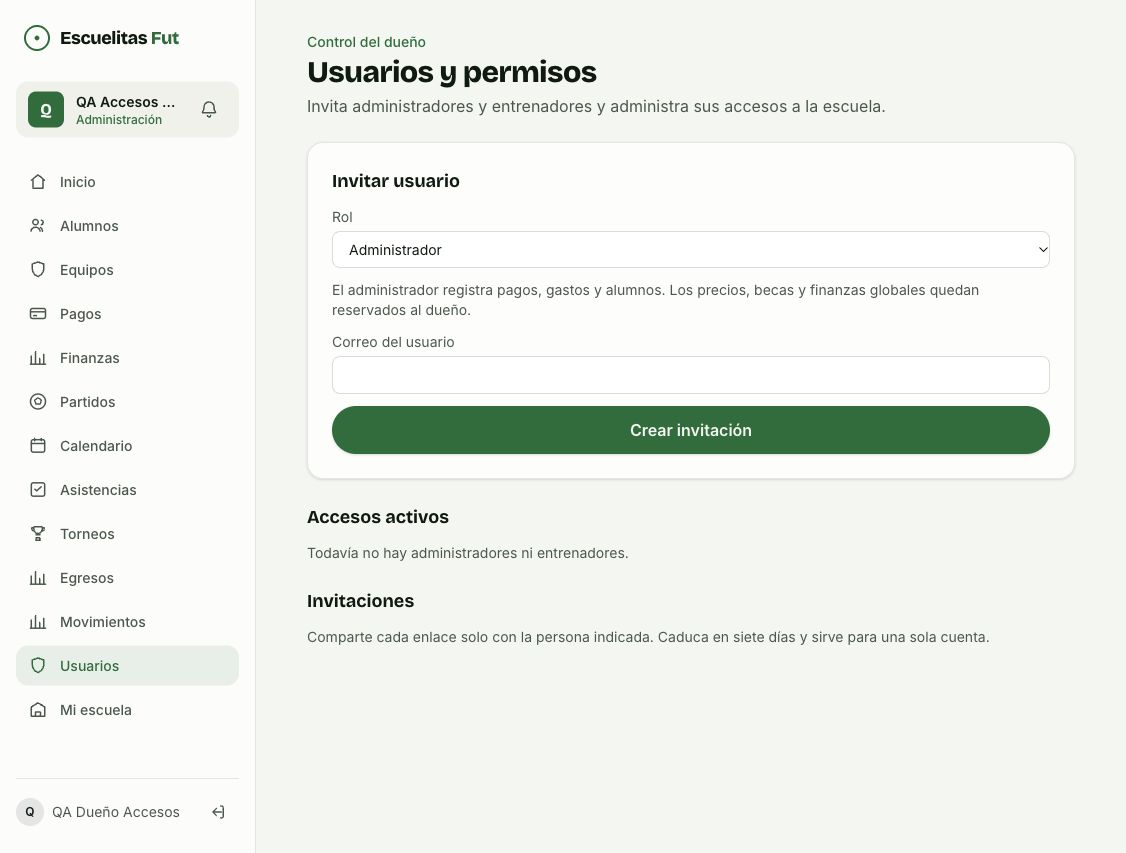 Escuelitas Fut
Q
QA Accesos ...
Administración
Inicio
Alumnos
Equipos
Pagos
Finanzas
Partidos
Calendario
Asistencias
Torneos
Egresos
Movimientos
Usuarios
Mi escuela
Q
QA Dueño Accesos
Control del dueño
Usuarios y permisos
Invita administradores y entrenadores y administra sus accesos a la escuela.
Invitar usuario
Rol
Administrador
El administrador registra pagos, gastos y alumnos. Los precios, becas y finanzas globales quedan
reservados al dueño.
Correo del usuario
Crear invitación
Accesos activos
Todavía no hay administradores ni entrenadores.
Invitaciones
Comparte cada enlace solo con la persona indicada. Caduca en siete días y sirve para una sola cuenta.